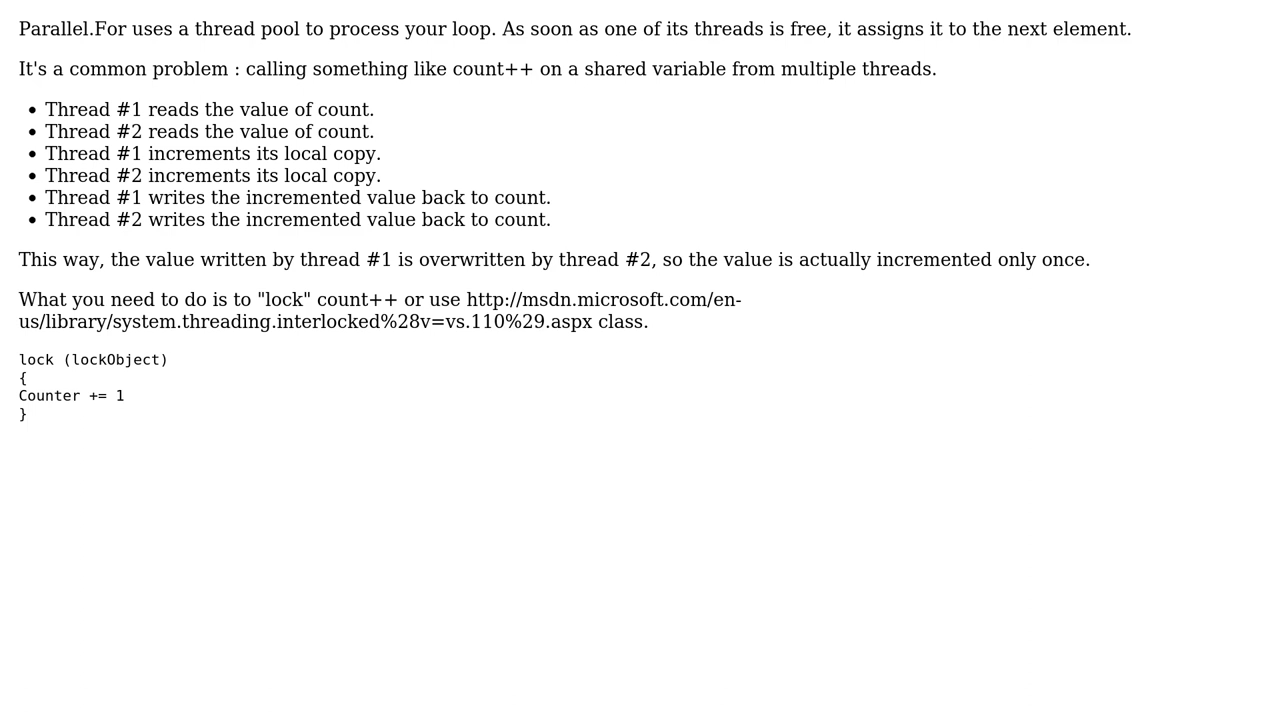 Parallel.For uses a thread pool to process your loop. As soon as one of its threads is free, it assigns it to the next element.
It's a common problem : calling something like count++ on a shared variable from multiple threads.
• Thread #1 reads the value of count.
• Thread #2 reads the value of count.
• Thread #1 increments its local copy.
• Thread #2 increments its local copy.
• Thread #1 writes the incremented value back to count.
• Thread #2 writes the incremented value back to count.
This way, the value written by thread #1 is overwritten by thread #2, so the value is actually incremented only once.
What you need to do is to "lock" count++ or use http://msdn.microsoft.com/en-
us/library/system.threading.interlocked%28v=vs.110%29.aspx class.
lock (lockObject)
{
Counter += 1
}